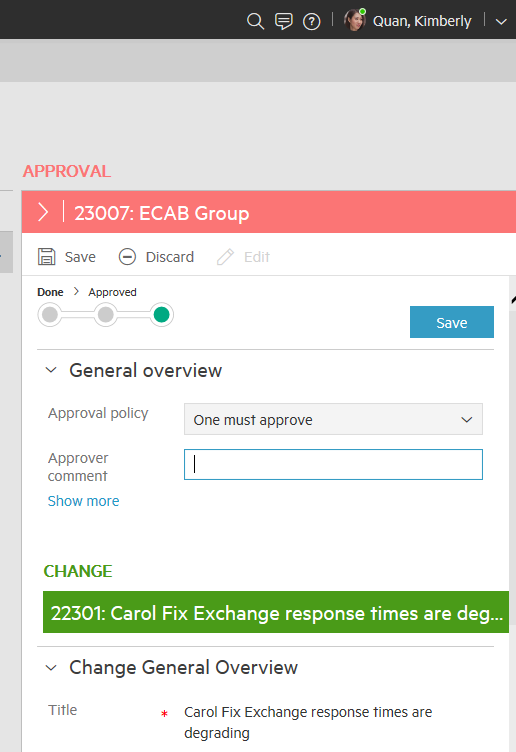 Quan, Kimberly
APPROVAL
23007: ECAB Group
Save Discard Edit
Done > Approved
Save
General overview
Approval policy One must approve
Approver
comment
Show more
CHANGE
22301: Carol Fix Exchange response times are deg...
Change General Overview
Title * Carol Fix Exchange response times are
degrading